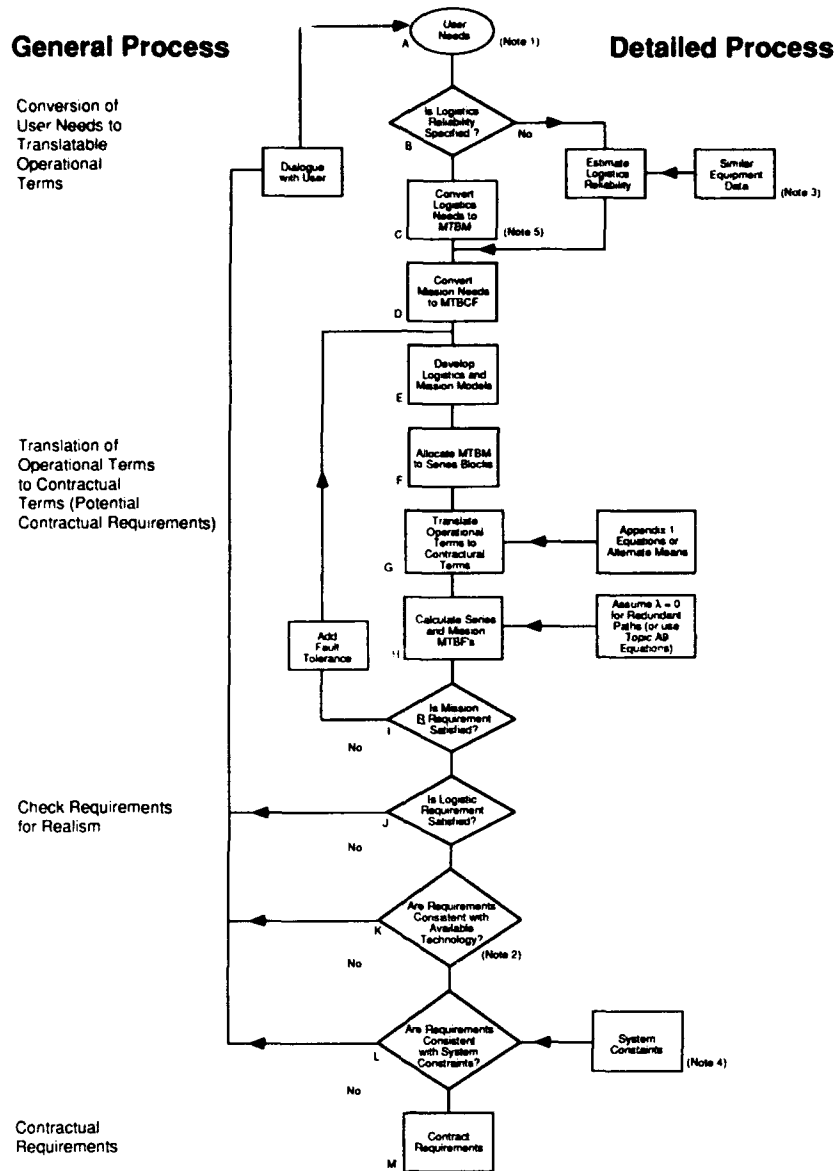 General Process
Detailed Process
User
Needs
A
(Note 1)
Conversion of
User Needs to
Translatable
Operational
Terms
Is Logistics
Reliability
Specified ?
B
No
Dialogue
with User
Estimate
Logistics
Reliability
Similar
Equipment
Data
(Note 3)
Convert
Logistics
Needs to
MTBM
C
(Note 5)
Convert
Mission Needs
to MTBCF
D
Develop
Logistics and
Mission Models
E
Translation of
Operational Terms
to Contractual
Terms (Potential
Contractual Requirements)
Allocate MTBM
to Series Blocks
F
Translate
Operational
Terms to
Contractural
Terms
G
Appendix 1
Equations or
Alternate Means
Calculate Series
and Mission
MTBF's
H
Assume λ = 0
for Redundant
Paths (or use
Topic A9
Equations)
Add
Fault
Tolerance
Is Mission
R Requirement
Satisfied?
I
No
Check Requirements
for Realism
Is Logistic
Requirement
Satisfied?
J
No
Are Requirements
Consistent with
Available
Technology?
K
(Note 2)
No
Are Requirements
Consistent
with System
Constraints?
L
System
Constaints
(Note 4)
No
Contractual
Requirements
Contract
Requirements
M